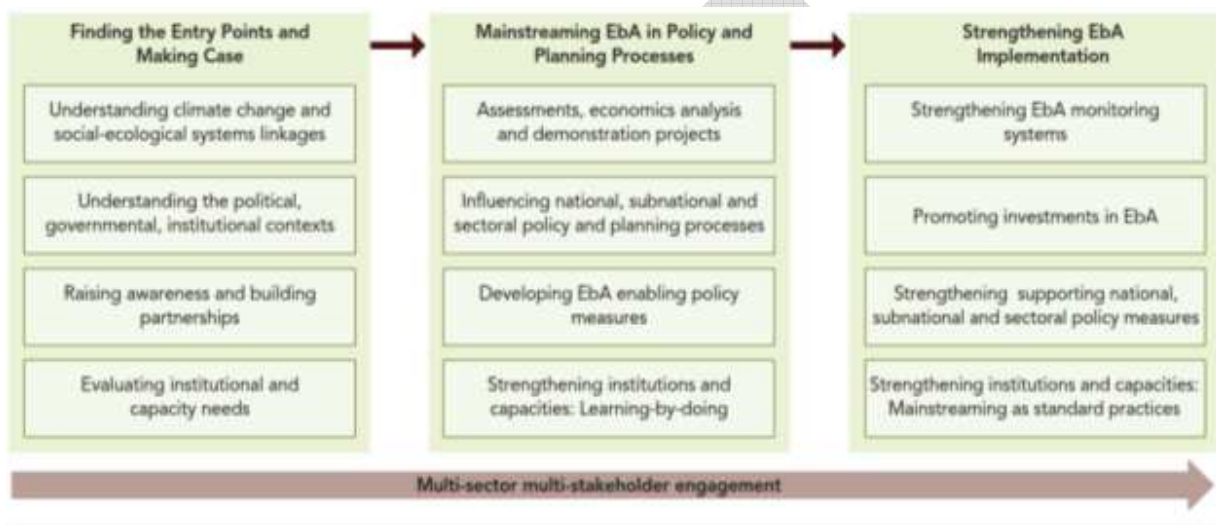 Finding the Entry Points and
Making Case
Understanding climate change and
social-ecological systems linkages
Understanding the political,
governmental, institutional contexts
Raising awareness and building
partnerships
Evaluating institutional and
capacity needs
Mainstreaming EbA in Policy and
Planning Processes
Assessments, economics analysis
and demonstration projects
Influencing national, subnational and
sectoral policy and planning processes
Developing EbA enabling policy
measures
Strengthening institutions and
capacities: Learning-by-doing
Strengthening EbA
Implementation
Strengthening EbA monitoring
systems
Promoting investments in EbA
Strengthening supporting national,
subnational and sectoral policy measures
Strengthening institutions and capacities:
Mainstreaming as standard practices
Multi-sector multi-stakeholder engagement